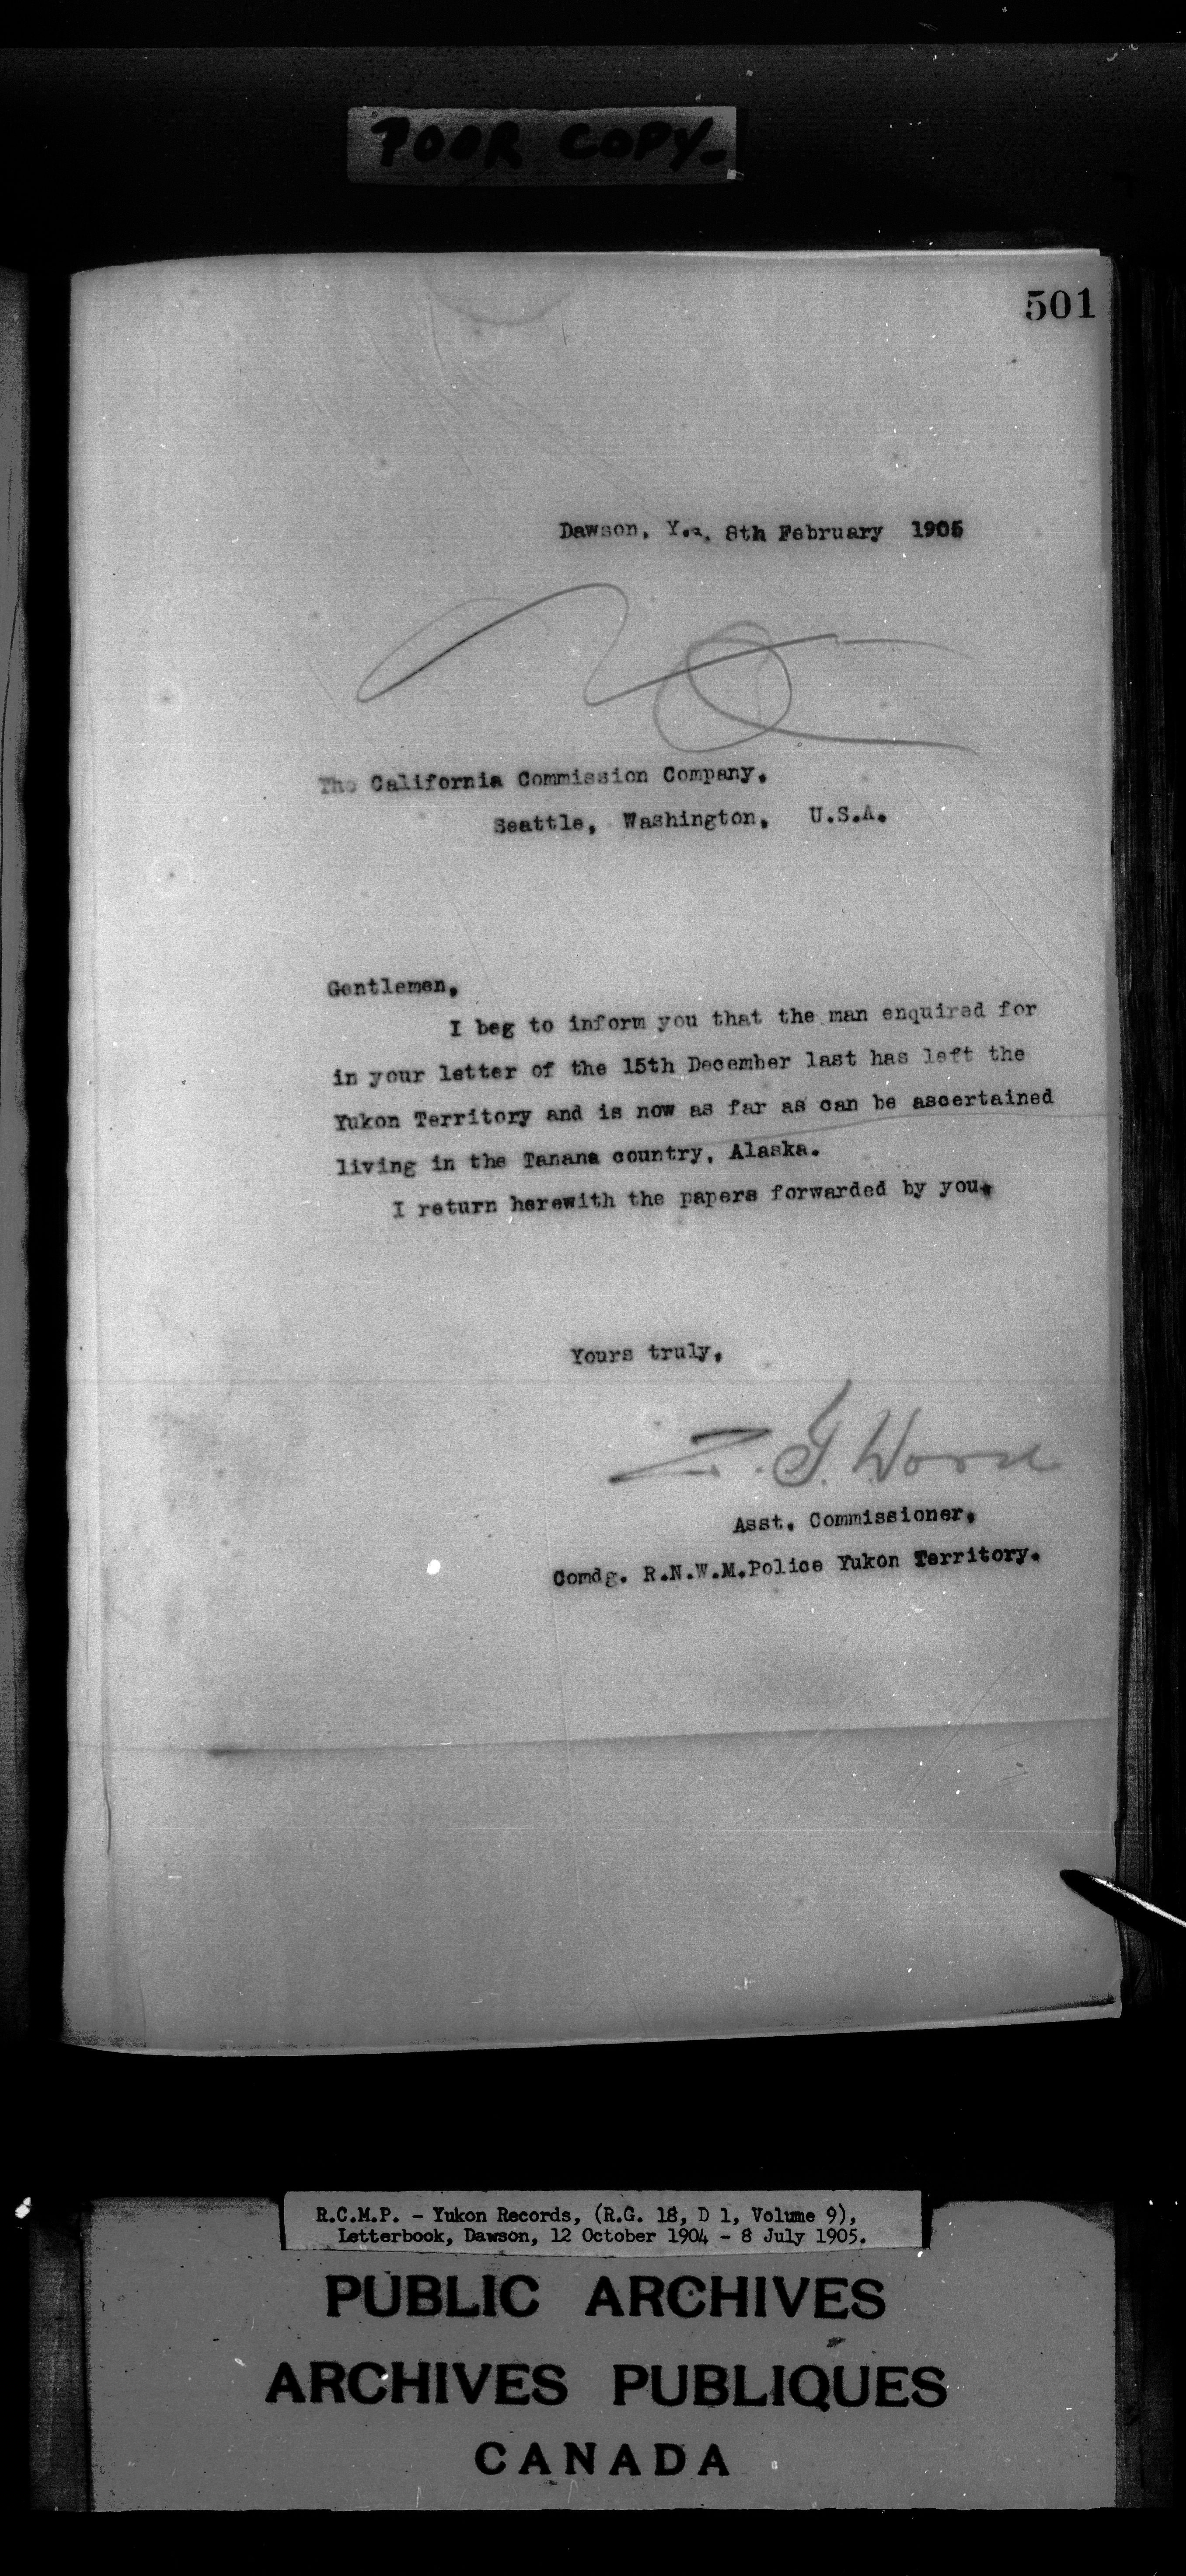 POOR COPY.
501
Dawson, Y.T. 8th February 1905
The California Commission Company.
Seattle, Washington, U.S.A.
Gentlemen,
I beg to inform you that the man enquired for
in your letter of the 15th December last has left the
Yukon Territory and is now as far as can be ascertained
living in the Tanana country, Alaska.
I return herewith the papers forwarded by you.
Yours truly,
Z. T. Wood
Asst. Commissioner.
Comdg. R.N.W.M.Police Yukon Territory.
R.C.M.P. - Yukon Records, (R.G. 18, D 1, Volume 9),
Letterbook, Dawson, 12 October 1904 - 8 July 1905.
PUBLIC ARCHIVES
ARCHIVES PUBLIQUES
CANADA